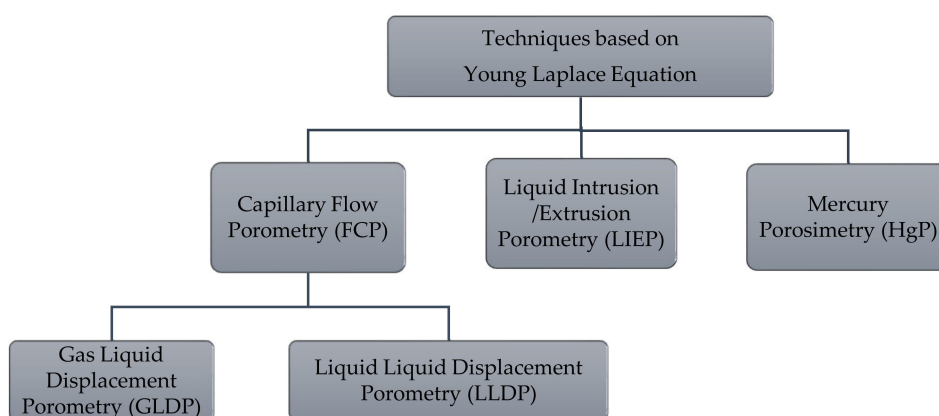 Techniques based on
Young Laplace Equation
Capillary Flow
Porometry (FCP)
Liquid Intrusion
/Extrusion
Porometry (LIEP)
Mercury
Porosimetry (HgP)
Gas Liquid
Displacement
Porometry (GLDP)
Liquid Liquid Displacement
Porometry (LLDP)